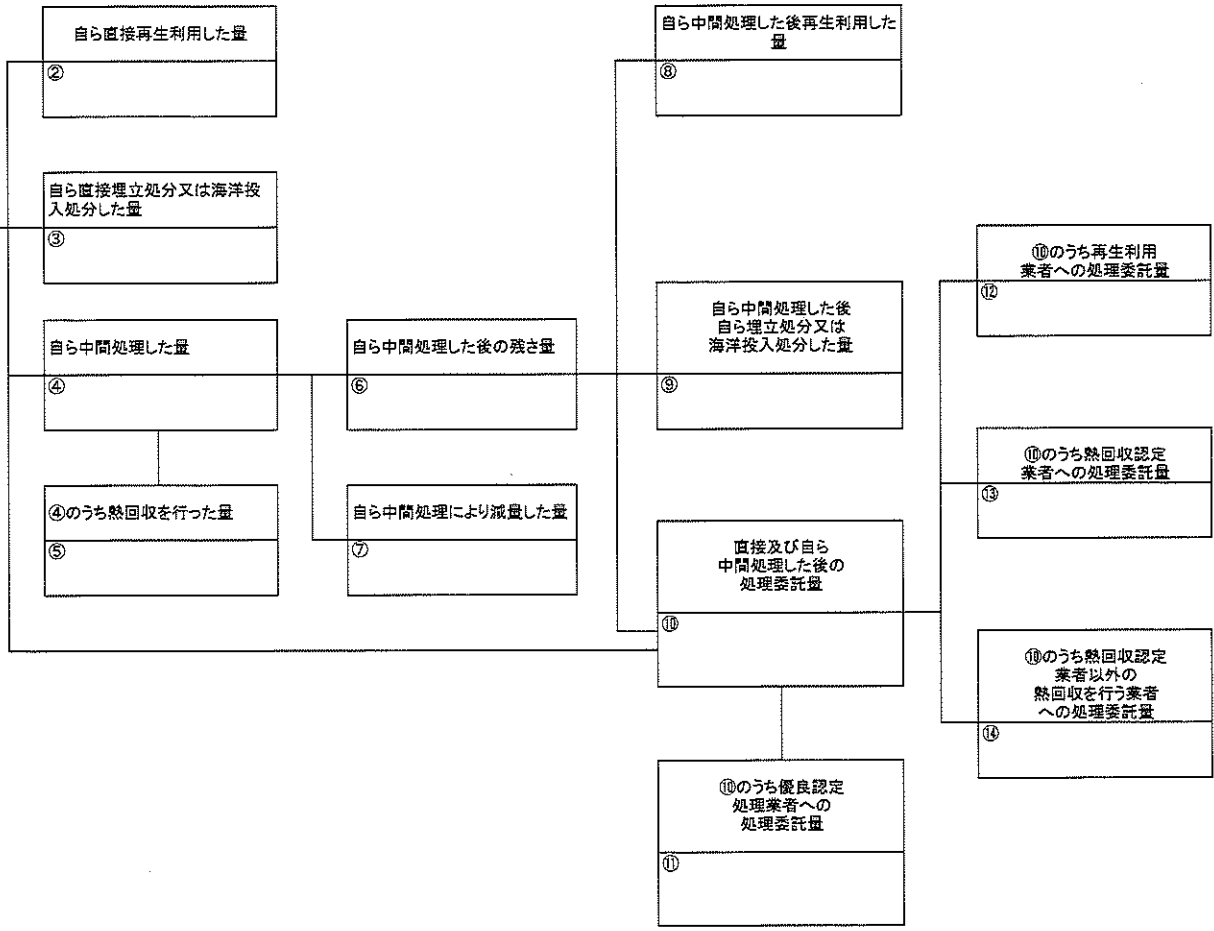 自ら直接再生利用した量
②
自ら直接埋立処分又は海洋投
入処分した量
③
自ら中間処理した量
④
④のうち熱回収を行った量
⑤
自ら中間処理した後の残さ量
⑥
自ら中間処理により減量した量
⑦
自ら中間処理した後再生利用した
量
⑧
自ら中間処理した後
自ら埋立処分又は
海洋投入処分した量
⑨
直接及び自ら
中間処理した後の
処理委託量
⑩
⑩のうち優良認定
処理業者への
処理委託量
⑪
⑩のうち再生利用
業者への処理委託量
⑫
⑩のうち熱回収認定
業者への処理委託量
⑬
⑩のうち熱回収認定
業者以外の
熱回収を行う業者
への処理委託量
⑭